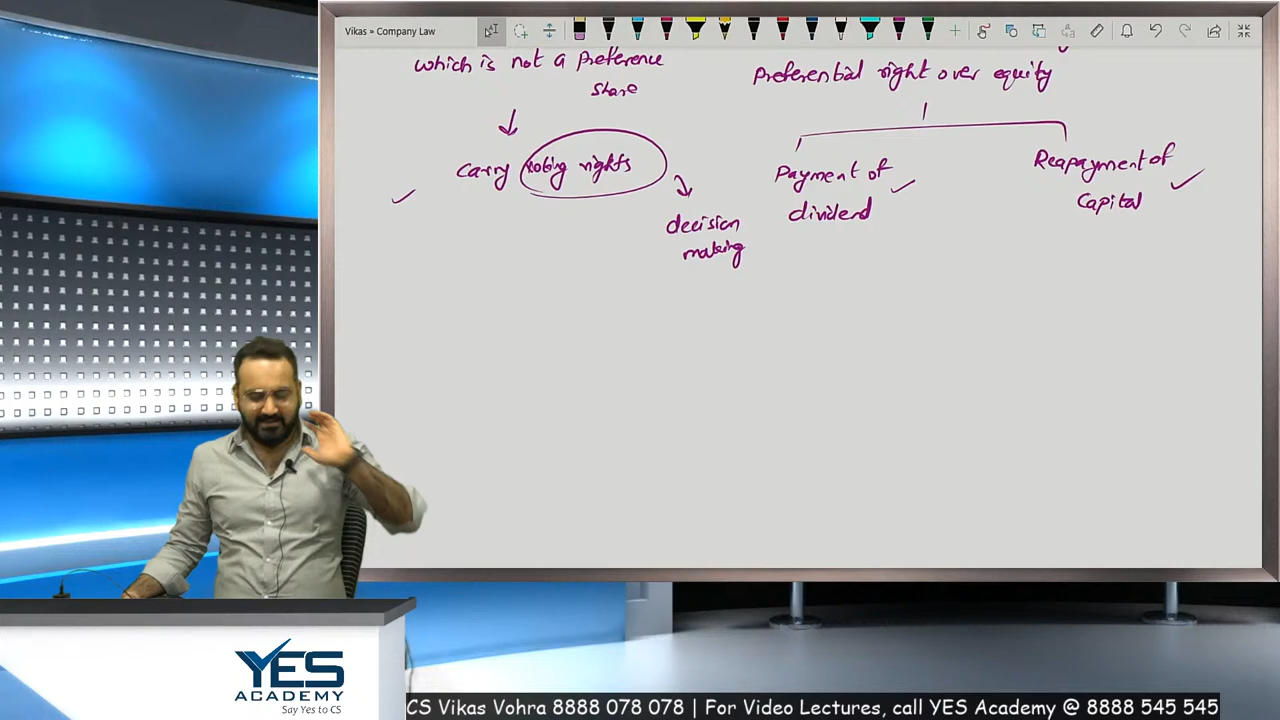 Vikas » Company Law
which is not a preference
share
Carry voting rights
decision
making
Preferential right over equity
Payment of
dividend
Reapayment of
Capital
YES
ACADEMY
Say Yes to CS
CS Vikas Vohra 8888 078 078 | For Video Lectures, call YES Academy @ 8888 545 545